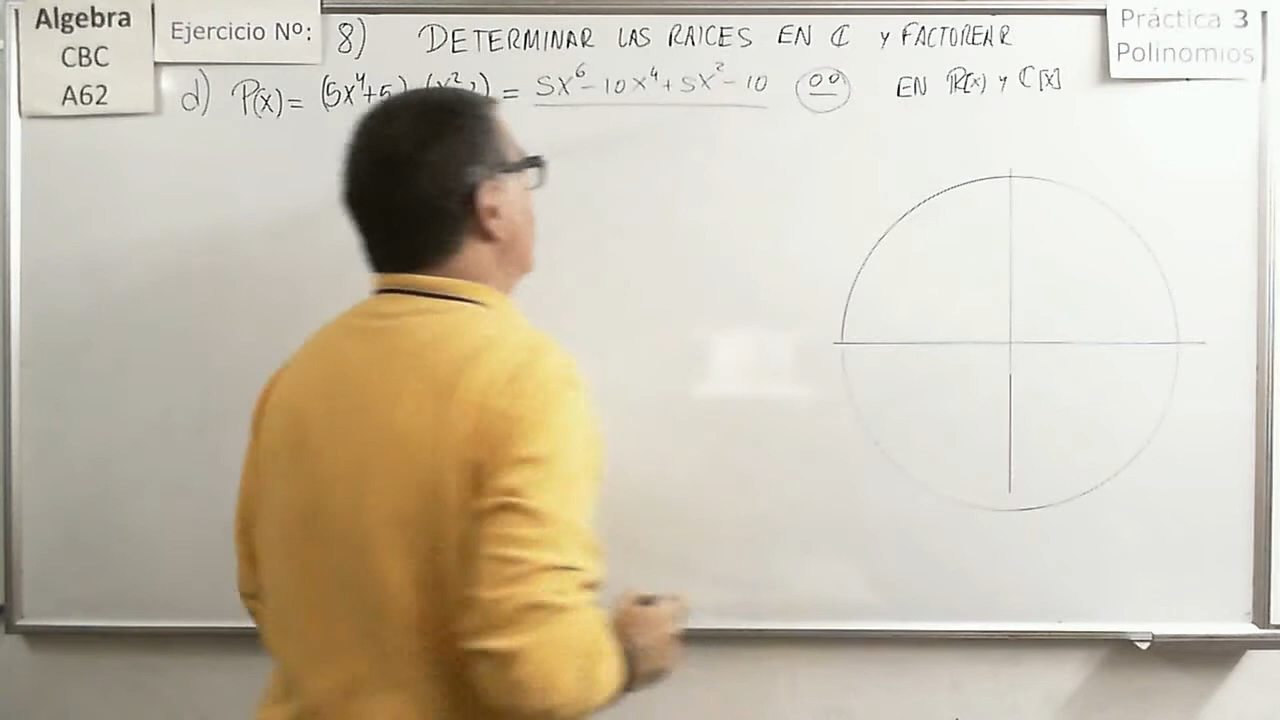 Algebra
CBC
A62
Ejercicio Nº:
8) DETERMINAR LAS RAICES EN ℂ y FACTOREAR
Práctica 3
Polinomios
d) P(x) = (5x⁴+5) (x² 2) = 5x⁶-10x⁴+5x²-10
EN ℝ[x] y ℂ[x]